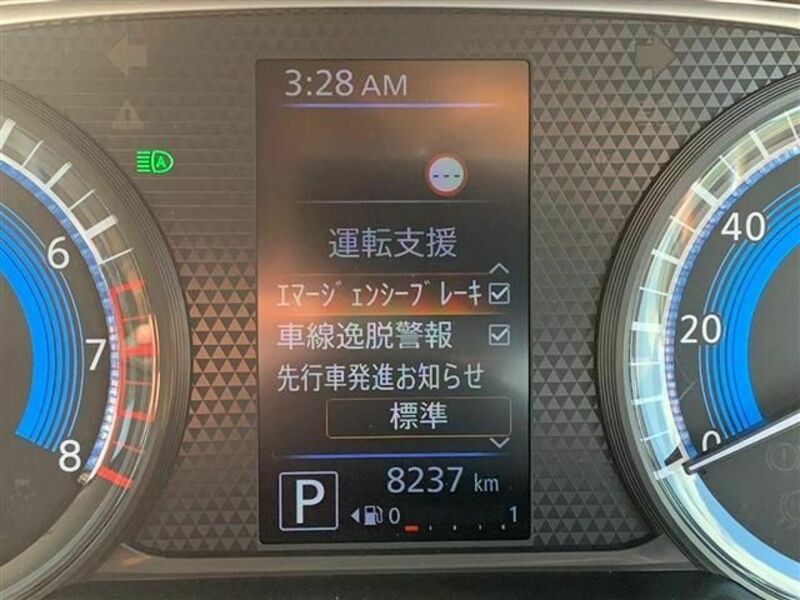 3:28 AM
---
運転支援
ｴﾏｰｼﾞｪﾝｼｰﾌﾞﾚｰｷ
車線逸脱警報
先行車発進お知らせ
標準
P
8237 km
0 1
A
6
7
8
40
20
0